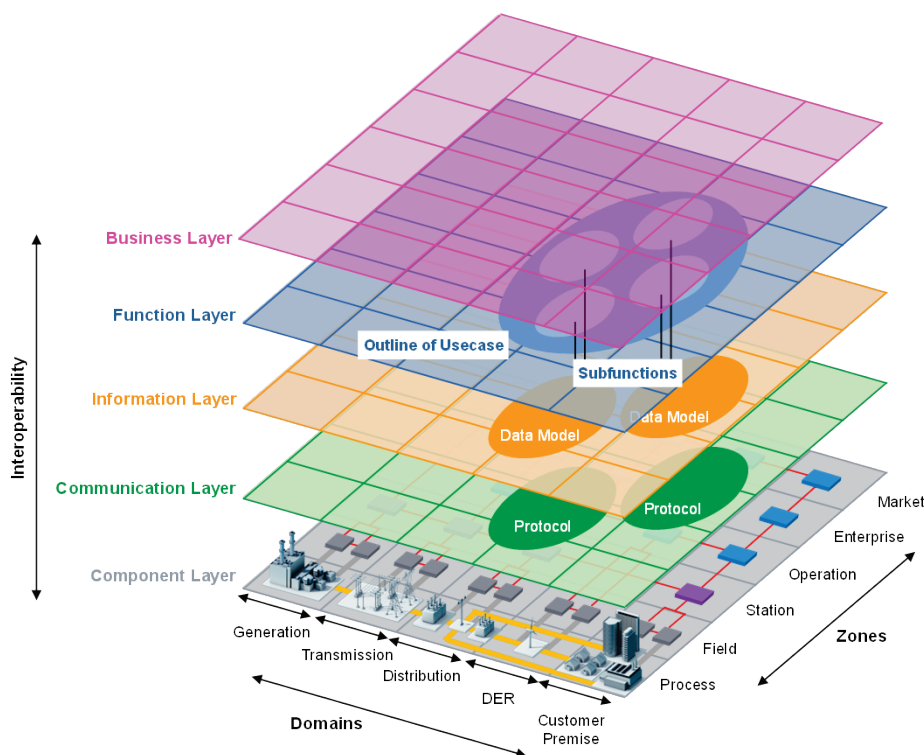 Business Layer
Function Layer
Outline of Usecase
Subfunctions
Information Layer
Data Model
Data Model
Communication Layer
Protocol
Protocol
Component Layer
Interoperability
Market
Enterprise
Operation
Station
Field
Process
Zones
Generation
Transmission
Distribution
DER
Customer
Premise
Domains